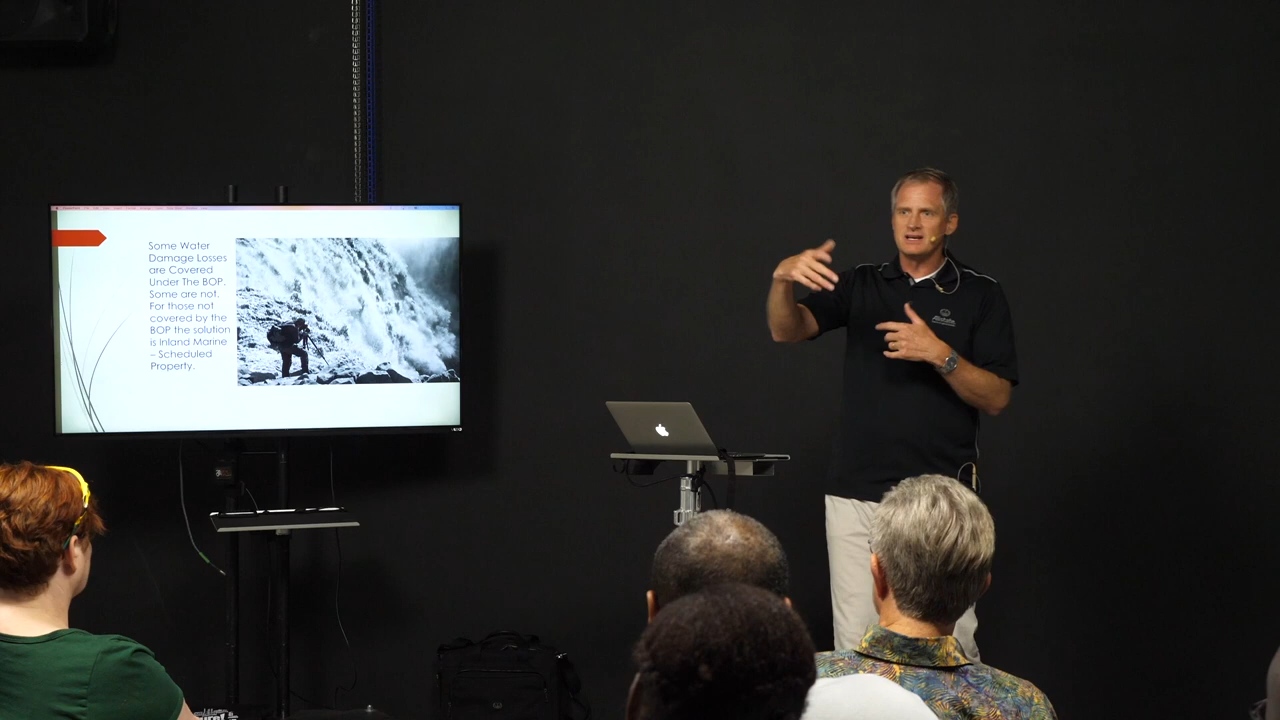 Some Water
Damage Losses
are Covered
Under The BOP.
Some are not.
For those not
covered by the
BOP the solution
is Inland Marine
– Scheduled
Property.